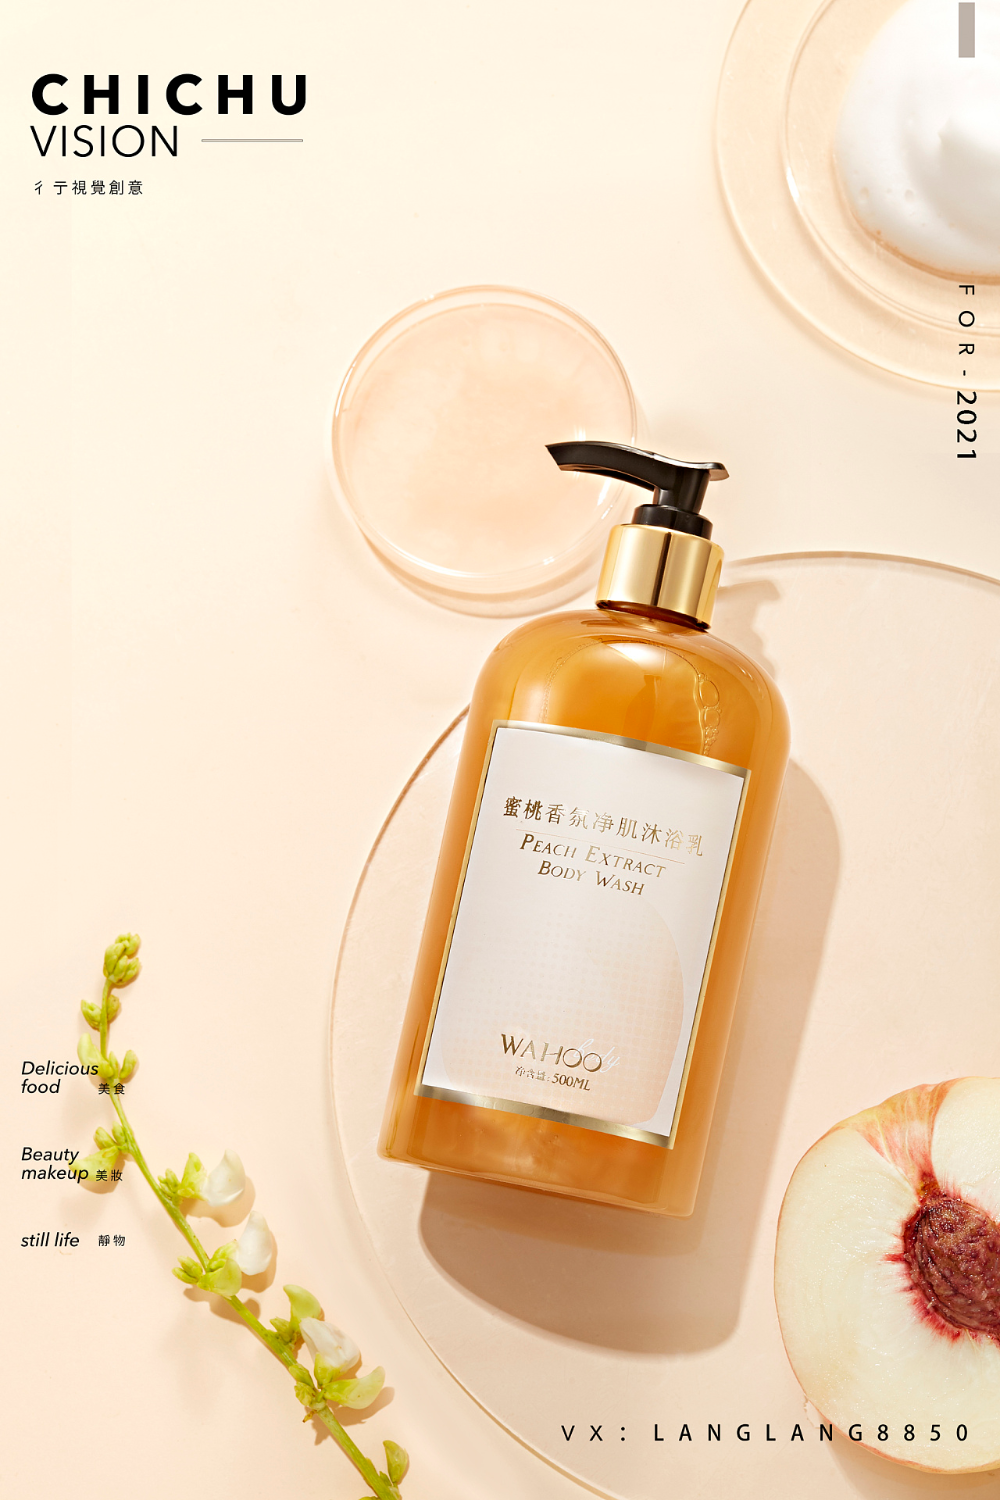 CHICHU
VISION
彳亍視覺創意
FOR-2021
蜜桃香氛净肌沐浴乳
PEACH EXTRACT
BODY WASH
WAHOO
body
净含量:500ML
Delicious
food 美食
Beauty
makeup 美妝
still life 靜物
VX: LANGLANG8850